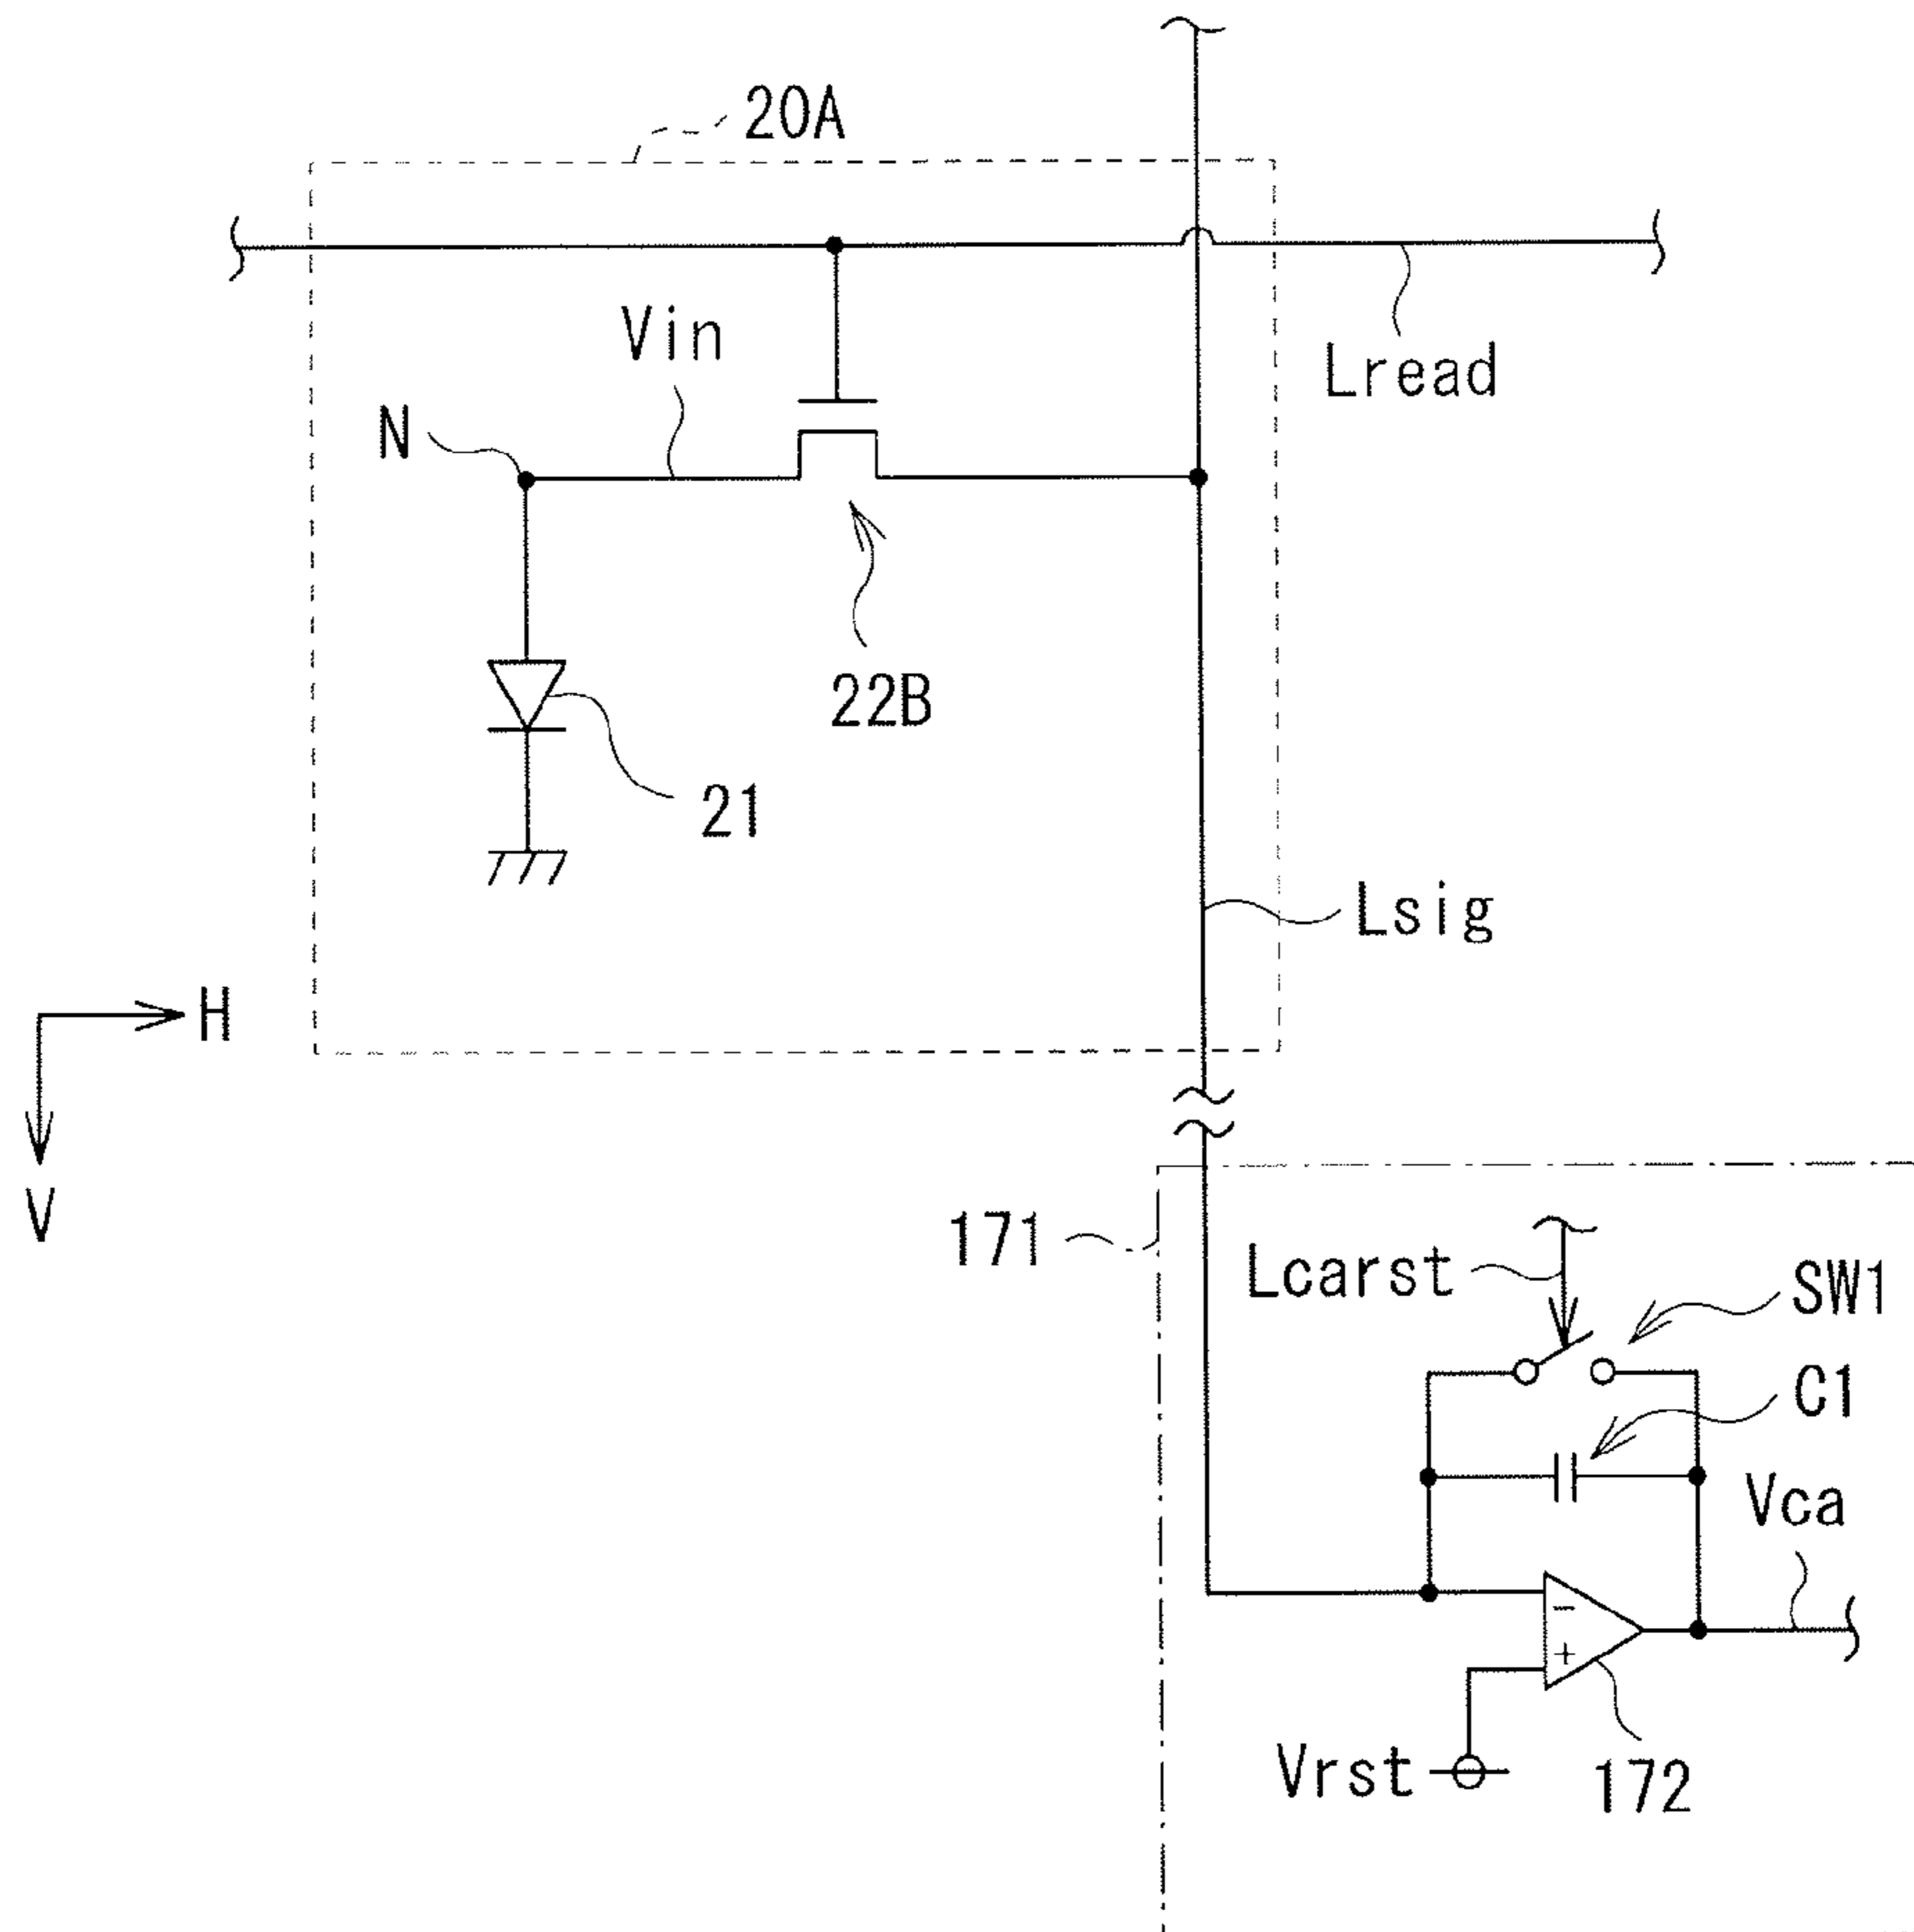 20A
Vin
Lread
N
22B
21
Lsig
H
V
171
Lcarst
SW1
C1
Vca
−
+
Vrst
172